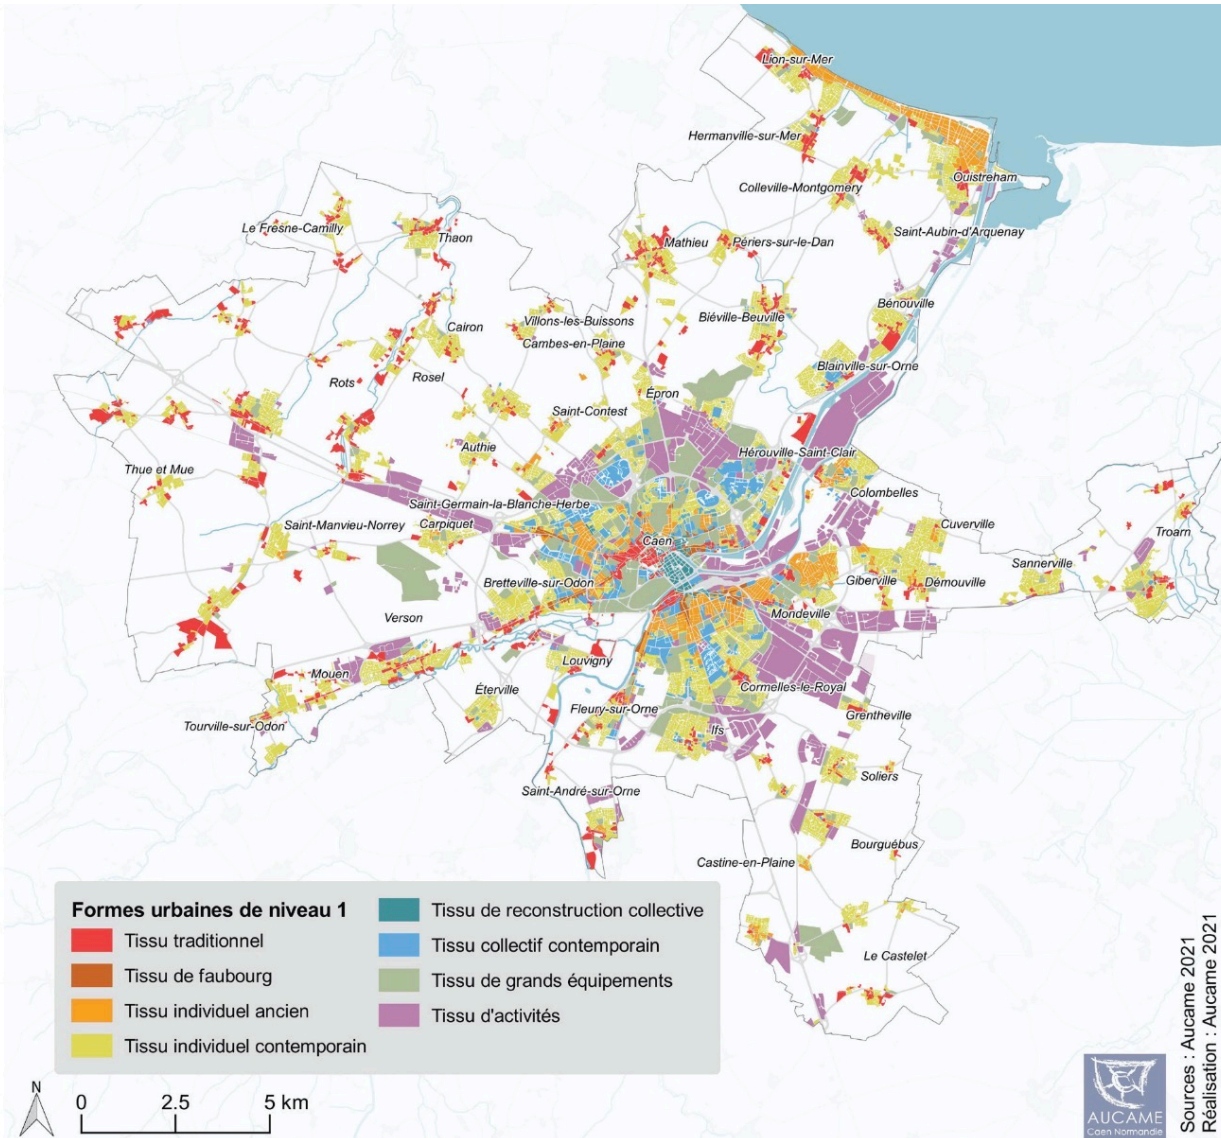 Lion-sur-Mer
Hermanville-sur-Mer
Ouistreham
Colleville-Montgomery
Le Fresne-Camilly
Thaon
Saint-Aubin-d'Arquenay
Mathieu
Périers-sur-le-Dan
Bénouville
Villons-les-Buissons
Biéville-Beuville
Cairon
Cambes-en-Plaine
Blainville-sur-Orne
Rots
Rosel
Épron
Saint-Contest
Authie
Hérouville-Saint-Clair
Thue et Mue
Colombelles
Saint-Germain-la-Blanche-Herbe
Saint-Manvieu-Norrey
Carpiquet
Cuverville
Troarn
Caen
Sannerville
Bretteville-sur-Odon
Giberville
Démouville
Verson
Mondeville
Louvigny
Mouen
Éterville
Cormelles-le-Royal
Fleury-sur-Orne
Grentheville
Tourville-sur-Odon
Ifs
Soliers
Saint-André-sur-Orne
Bourguébus
Castine-en-Plaine
Le Castelet
Formes urbaines de niveau 1
Tissu traditionnel
Tissu de faubourg
Tissu individuel ancien
Tissu individuel contemporain
Tissu de reconstruction collective
Tissu collectif contemporain
Tissu de grands équipements
Tissu d'activités
N
0 2.5 5 km
AUCAME
Caen Normandie
Sources : Aucame 2021
Réalisation : Aucame 2021